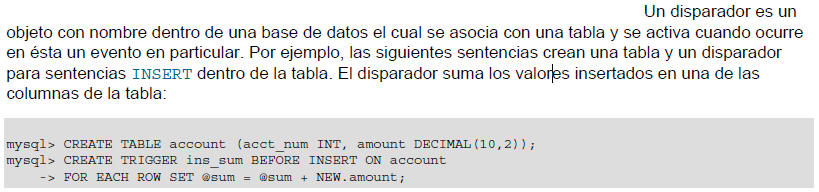 Un disparador es un
objeto con nombre dentro de una base de datos el cual se asocia con una tabla y se activa cuando ocurre
en ésta un evento en particular. Por ejemplo, las siguientes sentencias crean una tabla y un disparador
para sentencias INSERT dentro de la tabla. El disparador suma los valores insertados en una de las
columnas de la tabla:
mysql> CREATE TABLE account (acct_num INT, amount DECIMAL(10,2));
mysql> CREATE TRIGGER ins_sum BEFORE INSERT ON account
-> FOR EACH ROW SET @sum = @sum + NEW.amount;